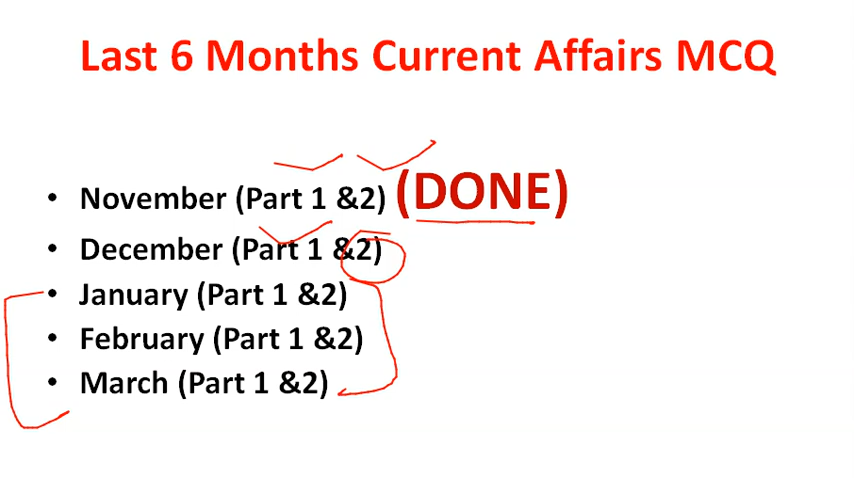 Last 6 Months Current Affairs MCQ
• November (Part 1 &2) (DONE)
• December (Part 1 &2)
• January (Part 1 &2)
• February (Part 1 &2)
• March (Part 1 &2)